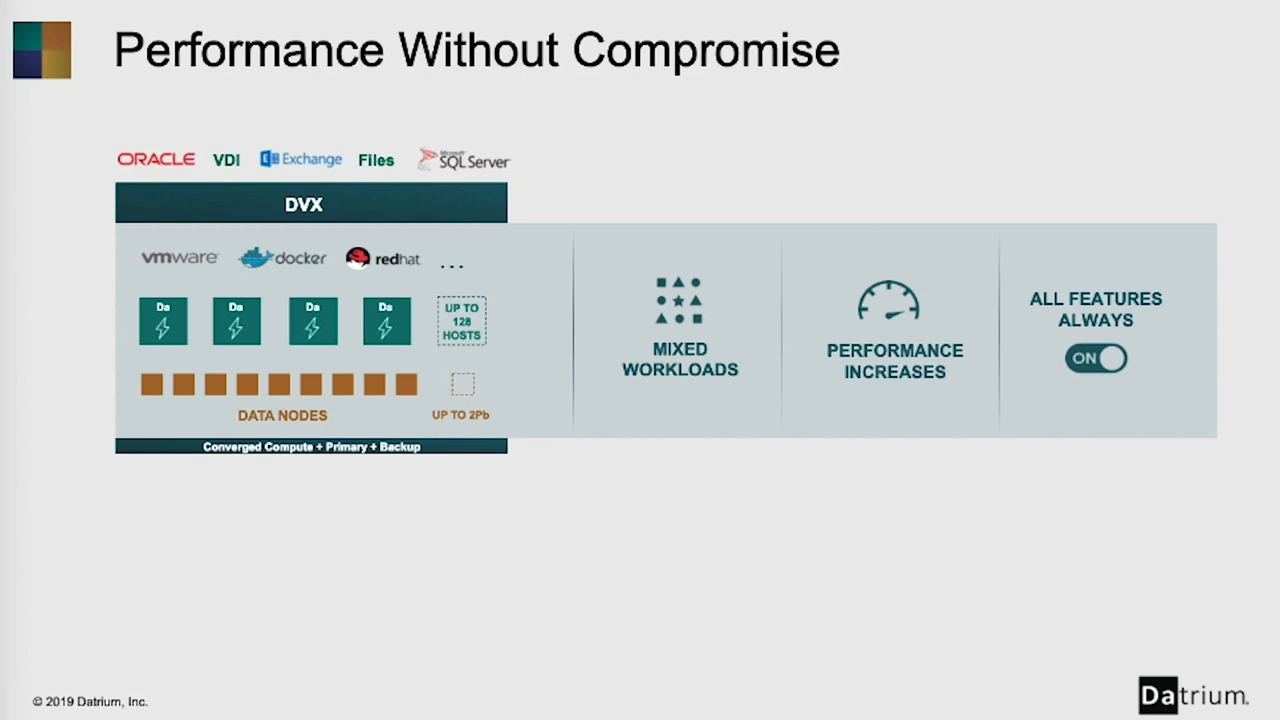 Performance Without Compromise
ORACLE VDI Exchange Files Microsoft SQL Server
DVX
vmware docker redhat ...
Da Da Da Da
UP TO
128
HOSTS
DATA NODES
UP TO 2Pb
Converged Compute + Primary + Backup
MIXED
WORKLOADS
PERFORMANCE
INCREASES
ALL FEATURES
ALWAYS
ON
© 2019 Datrium, Inc.
Datrium